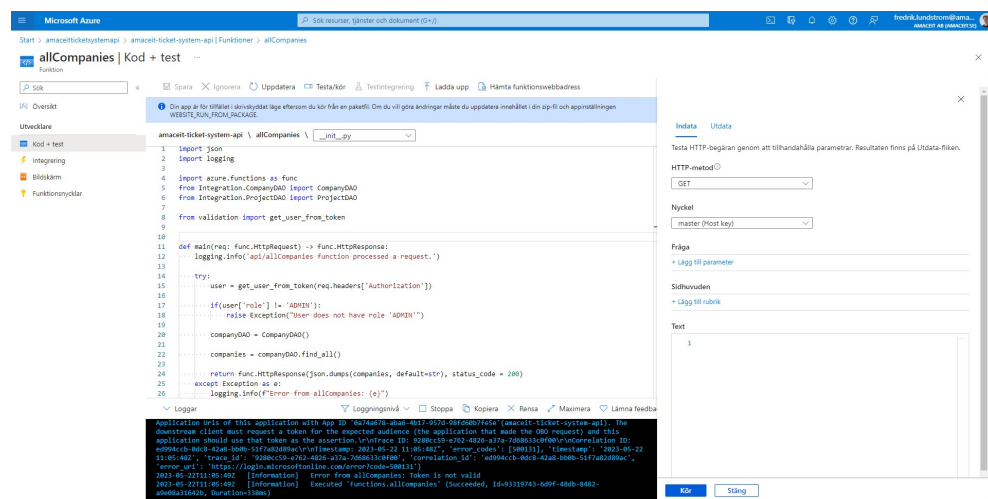 Microsoft Azure
Sök resurser, tjänster och dokument (G+/)
fredrik.lundstrom@ama...
AMACEIT AB (AMACEIT.SE)
Start > amaceitticketsystemapi > amaceit-ticket-system-api | Funktioner > allCompanies
allCompanies | Kod + test ...
Funktion
Sök
Översikt
Utvecklare
Kod + test
Integrering
Bildskärm
Funktionsnycklar
Spara Ignorera Uppdatera Testa/kör Testintegrering Ladda upp Hämta funktionswebbadress
Din app är för tillfället i skrivskyddat läge eftersom du kör från en paketfil. Om du vill göra ändringar måste du uppdatera innehållet i din zip-fil och appinställningen
WEBSITE_RUN_FROM_PACKAGE.
amaceit-ticket-system-api \ allCompanies \ __init__.py
1 import json
2 import logging
3
4 import azure.functions as func
5 from Integration.CompanyDAO import CompanyDAO
6 from Integration.ProjectDAO import ProjectDAO
7
8 from validation import get_user_from_token
9
10
11 def main(req: func.HttpRequest) -> func.HttpResponse:
12 logging.info('api/allCompanies function processed a request.')
13
14 try:
15 user = get_user_from_token(req.headers['Authorization'])
16
17 if(user['role'] != 'ADMIN'):
18 raise Exception("User does not have role 'ADMIN'")
19
20 companyDAO = CompanyDAO()
21
22 companies = companyDAO.find_all()
23
24 return func.HttpResponse(json.dumps(companies, default=str), status_code = 200)
25 except Exception as e:
26 logging.info(f"Error from allCompanies: {e}")
Loggar
Loggningsnivå Stoppa Kopiera Rensa Maximera Lämna feedba
Application Uris of this application with App ID '0a74a678-aba6-4b17-957d-98fd60b7fe5e'(amaceit-ticket-system-api). The
downstream client must request a token for the expected audience (the application that made the OBO request) and this
application should use that token as the assertion.\r\nTrace ID: 9280cc59-e762-4826-a37a-7d68633c0f00\r\nCorrelation ID:
ed994ccb-0dc8-42a8-bb0b-51f7a82d89ac\r\nTimestamp: 2023-05-22 11:05:48Z", 'error_codes': [500131], 'timestamp': '2023-05-22
11:05:48Z', 'trace_id': '9280cc59-e762-4826-a37a-7d68633c0f00', 'correlation_id': 'ed994ccb-0dc8-42a8-bb0b-51f7a82d89ac',
'error_uri': 'https://login.microsoftonline.com/error?code=500131'}
2023-05-22T11:05:49Z [Information] Error from allCompanies: Token is not valid
2023-05-22T11:05:49Z [Information] Executed 'Functions.allCompanies' (Succeeded, Id=93319743-6d9f-48db-8482-
a9e08a31642b, Duration=338ms)
Indata Utdata
Testa HTTP-begäran genom att tillhandahålla parametrar. Resultaten finns på Utdata-fliken.
HTTP-metod
GET
Nyckel
master (Host key)
Fråga
+ Lägg till parameter
Sidhuvuden
+ Lägg till rubrik
Text
1
Kör Stäng